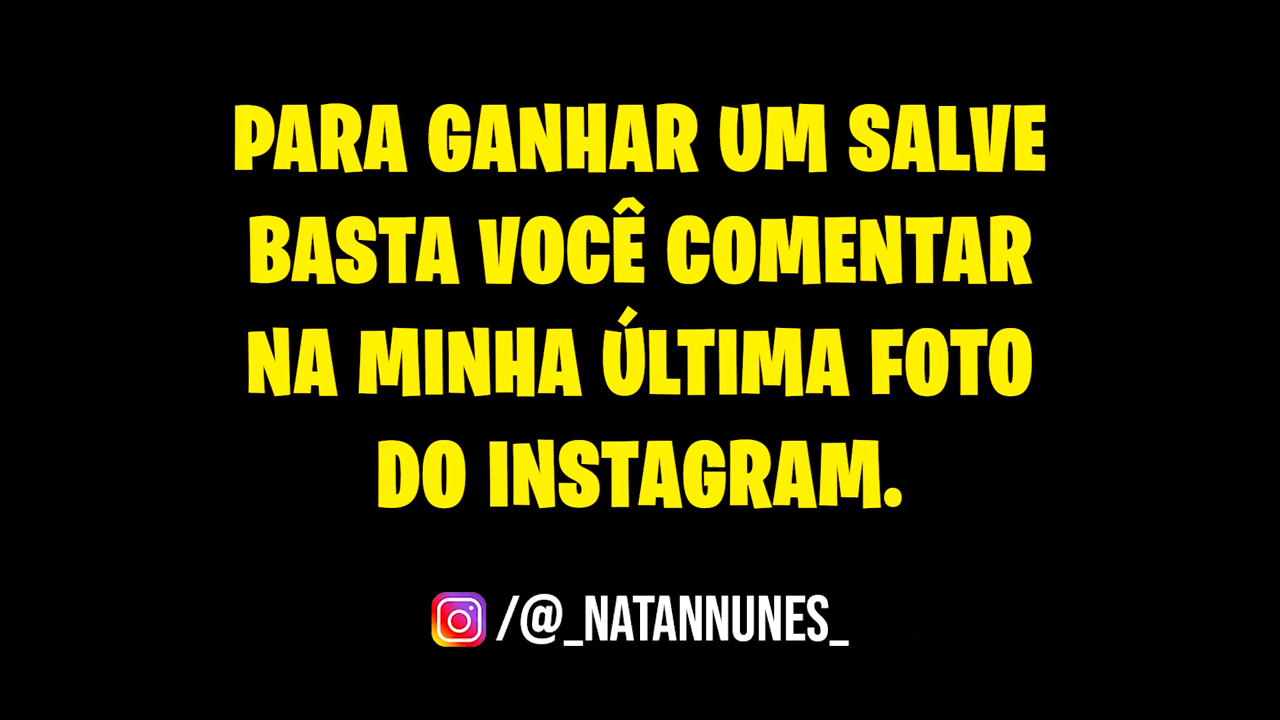 PARA GANHAR UM SALVE
BASTA VOCÊ COMENTAR
NA MINHA ÚLTIMA FOTO
DO INSTAGRAM.
/@_NATANNUNES_